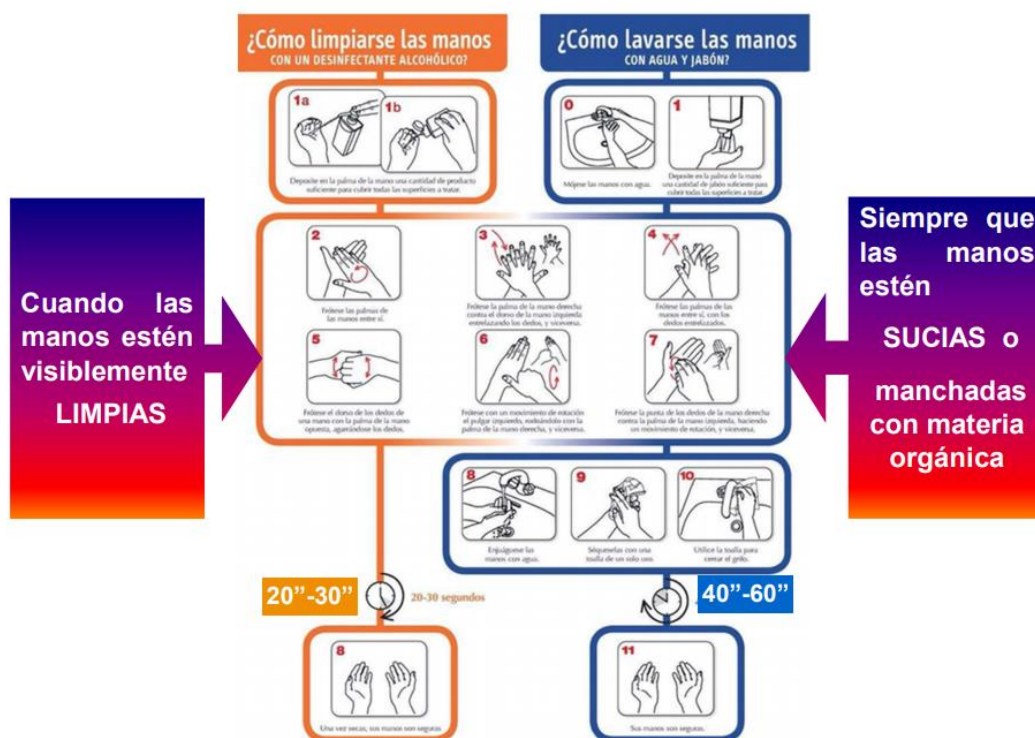 ¿Cómo limpiarse las manos
CON UN DESINFECTANTE ALCOHÓLICO?
¿Cómo lavarse las manos
CON AGUA Y JABÓN?
1a
1b
Deposite en la palma de la mano una cantidad de producto
suficiente para cubrir todas las superficies a tratar.
0
Mójese las manos con agua.
1
Deposite en la palma de la mano
una cantidad de jabón suficiente para
cubrir todas las superficies a tratar.
Cuando las
manos estén
visiblemente
LIMPIAS
2
Frótese las palmas de
las manos entre sí.
3
Frótese la palma de la mano derecha
contra el dorso de la mano izquierda
entrelazando los dedos, y viceversa.
4
Frótese las palmas de las
manos entre sí, con los
dedos entrelazados.
5
Frótese el dorso de los dedos de
una mano con la palma de la mano
opuesta, agarrándose los dedos.
6
Frótese con un movimiento de rotación
el pulgar izquierdo, rodeándolo con la
palma de la mano derecha, y viceversa.
7
Frótese la punta de los dedos de la mano derecha
contra la palma de la mano izquierda, haciendo
un movimiento de rotación, y viceversa.
Siempre que
las manos
estén
SUCIAS o
manchadas
con materia
orgánica
8
Enjuáguese las
manos con agua.
9
Séqueselas con una
toalla de un solo uso.
10
Utilice la toalla para
cerrar el grifo.
20”-30”
20-30 segundos
40”-60”
8
Una vez secas, sus manos son seguras
11
Sus manos son seguras.